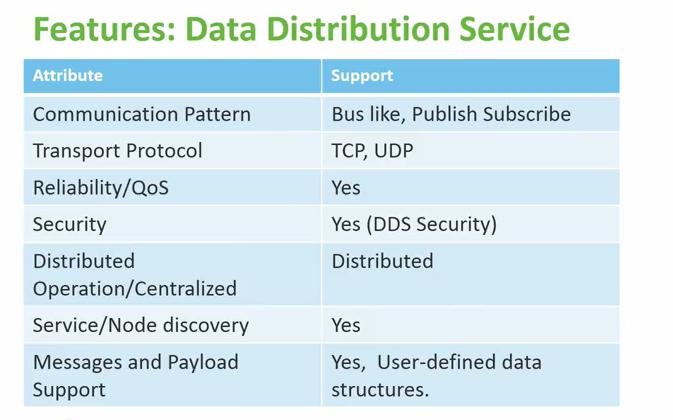 Features: Data Distribution Service
Attribute Support
Communication Pattern Bus like, Publish Subscribe
Transport Protocol TCP, UDP
Reliability/QoS Yes
Security Yes (DDS Security)
Distributed Distributed
Operation/Centralized
Service/Node discovery Yes
Messages and Payload Yes, User-defined data
Support structures.